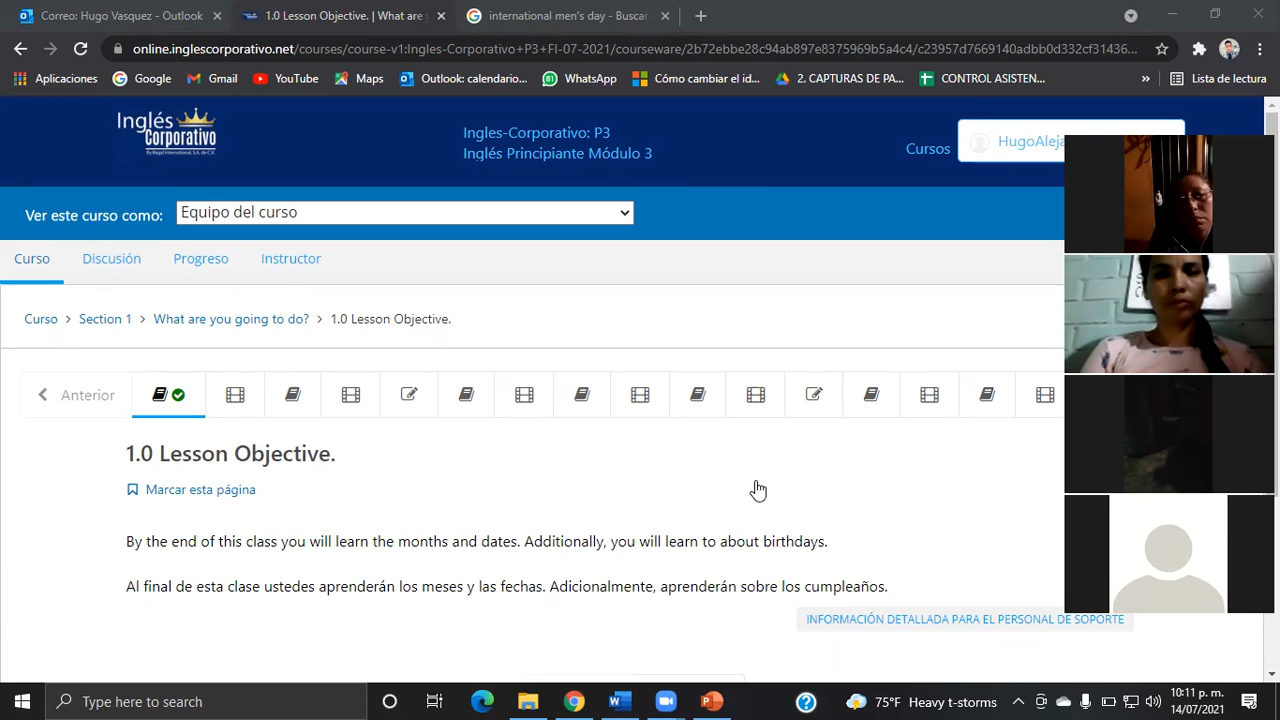 Correo: Hugo Vasquez - Outlook
1.0 Lesson Objective. | What are y
international men's day - Buscar
online.inglescorporativo.net/courses/course-v1:Ingles-Corporativo+P3+FI-07-2021/courseware/2b72ebbe28c94ab897e8375969b5a4c4/c23957d7669140adbb0d332cf31436...
Aplicaciones
Google
Gmail
YouTube
Maps
Outlook: calendario...
WhatsApp
Cómo cambiar el id...
2. CAPTURAS DE PA...
CONTROL ASISTEN...
»
Lista de lectura
Inglés
Corporativo
By Regal International, S.A. de C.V.
Ingles-Corporativo: P3
Inglés Principiante Módulo 3
Cursos
HugoAleja
Ver este curso como:
Equipo del curso
Curso
Discusión
Progreso
Instructor
Curso > Section 1 > What are you going to do? > 1.0 Lesson Objective.
Anterior
1.0 Lesson Objective.
Marcar esta página
By the end of this class you will learn the months and dates. Additionally, you will learn to about birthdays.
Al final de esta clase ustedes aprenderán los meses y las fechas. Adicionalmente, aprenderán sobre los cumpleaños.
INFORMACIÓN DETALLADA PARA EL PERSONAL DE SOPORTE
Type here to search
75°F Heavy t-storms
10:11 p. m.
14/07/2021